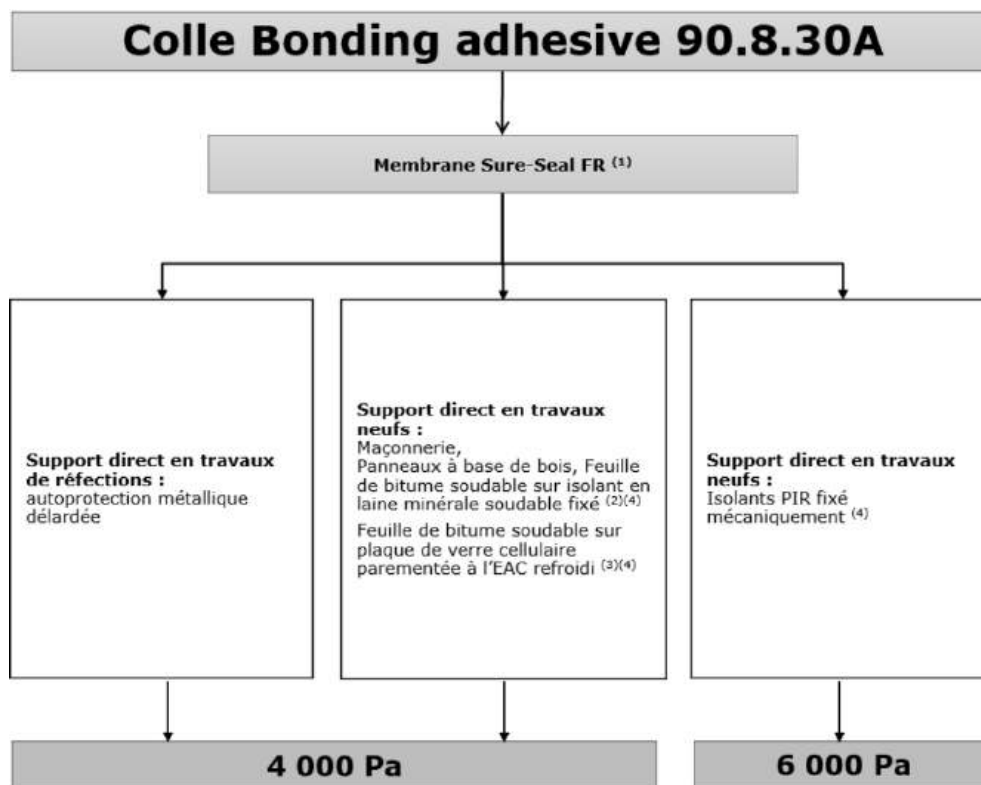 Colle Bonding adhesive 90.8.30A
Membrane Sure-Seal FR (1)
Support direct en travaux
de réfections :
autoprotection métallique
délardée
Support direct en travaux
neufs :
Maçonnerie,
Panneaux à base de bois, Feuille
de bitume soudable sur isolant en
laine minérale soudable fixé (2)(4)
Feuille de bitume soudable sur
plaque de verre cellulaire
parementée à l'EAC refroidi (3)(4)
Support direct en travaux
neufs :
Isolants PIR fixé
mécaniquement (4)
4 000 Pa
6 000 Pa